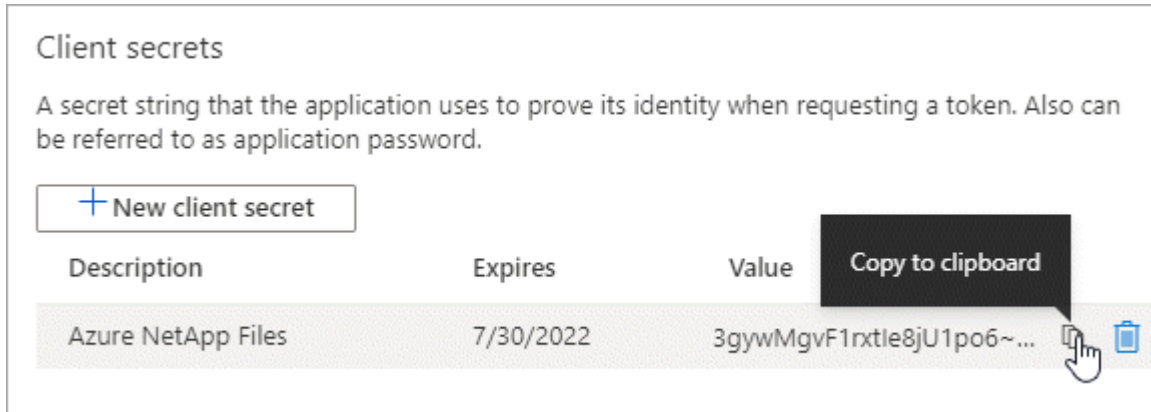 Client secrets
A secret string that the application uses to prove its identity when requesting a token. Also can
be referred to as application password.
New client secret
Copy to clipboard
Description Expires Value
Azure NetApp Files 7/30/2022 3gywMgvF1rxtIe8jU1po6~...